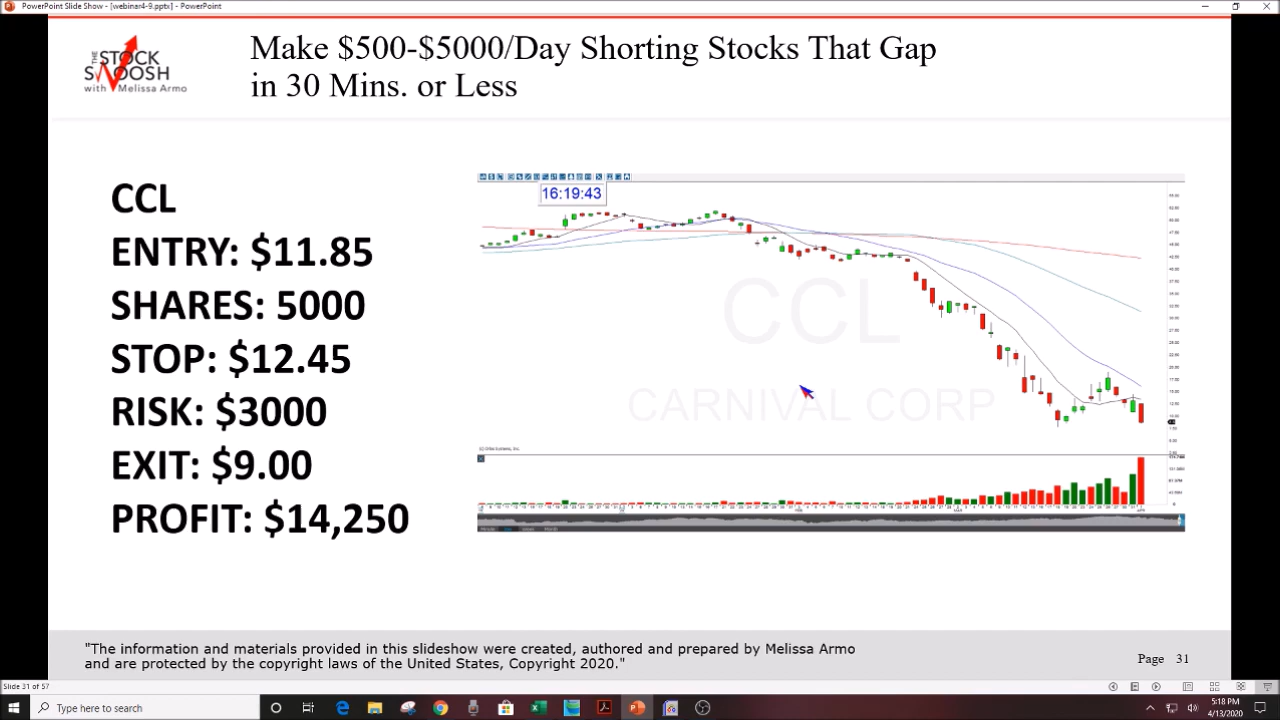 PowerPoint Slide Show - [webinar4-9.pptx] - PowerPoint
THE
STOCK
SWOOSH
with Melissa Armo
Make $500-$5000/Day Shorting Stocks That Gap
in 30 Mins. or Less
CCL
ENTRY: $11.85
SHARES: 5000
STOP: $12.45
RISK: $3000
EXIT: $9.00
PROFIT: $14,250
16:19:43
CCL
CARNIVAL CORP
"The information and materials provided in this slideshow were created, authored and prepared by Melissa Armo
and are protected by the copyright laws of the United States, Copyright 2020."
Page 31
Slide 31 of 57
Type here to search
5:18 PM
4/13/2020